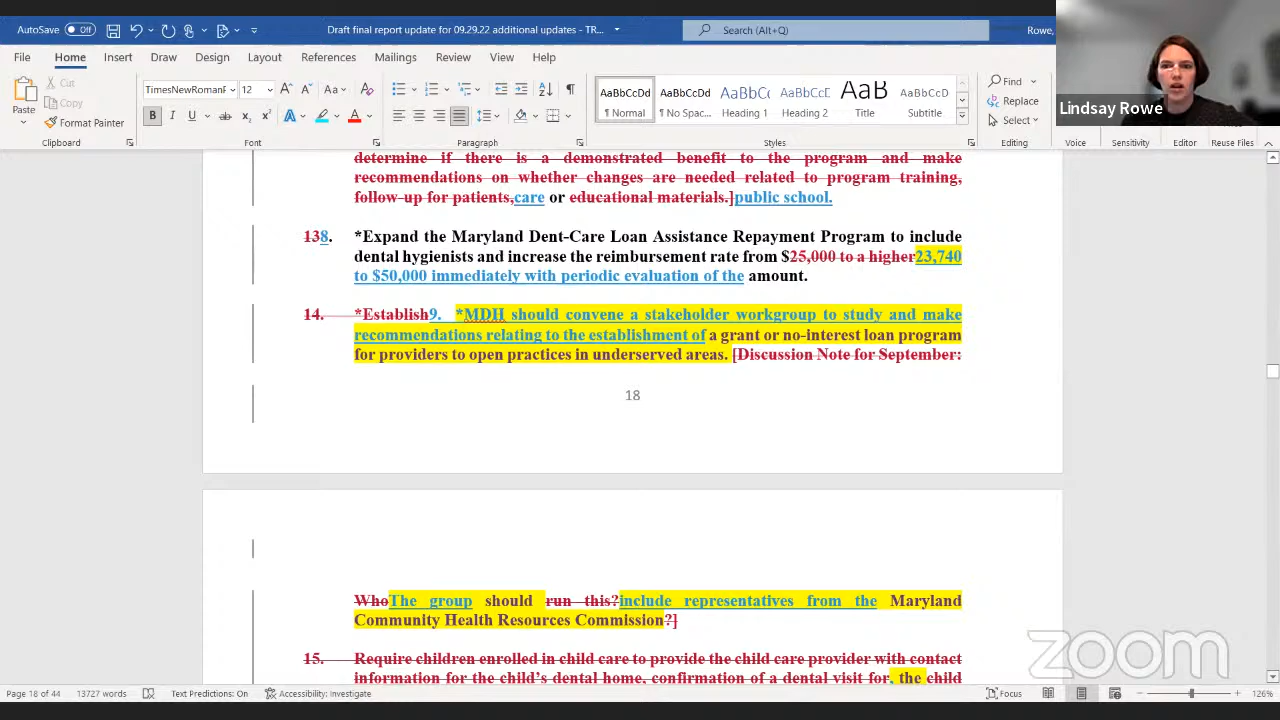 AutoSave Off Draft final report update for 09.29.22 additional updates - TR... Search (Alt+Q) Rowe,
File Home Insert Draw Design Layout References Mailings Review View Help
Paste Cut Copy Format Painter
TimesNewRomanF 12
AaBbCcDd AaBbCcDd AaBbCc AaBbCcC AaB AaBbCcD
¶ Normal ¶ No Spac... Heading 1 Heading 2 Title Subtitle
Find Replace Select
Clipboard Font Paragraph Styles Editing Voice Sensitivity Editor Reuse Files
Lindsay Rowe
determine if there is a demonstrated benefit to the program and make
recommendations on whether changes are needed related to program training,
follow-up for patients,care or educational materials.]public school.
138. *Expand the Maryland Dent-Care Loan Assistance Repayment Program to include
dental hygienists and increase the reimbursement rate from $25,000 to a higher23,740
to $50,000 immediately with periodic evaluation of the amount.
14. *Establish9. *MDH should convene a stakeholder workgroup to study and make
recommendations relating to the establishment of a grant or no-interest loan program
for providers to open practices in underserved areas. [Discussion Note for September:
18
WhoThe group should run this?include representatives from the Maryland
Community Health Resources Commission?]
15. Require children enrolled in child care to provide the child care provider with contact
information for the child's dental home, confirmation of a dental visit for, the child
zoom
Page 18 of 44 13727 words Text Predictions: On Accessibility: Investigate Focus 126%